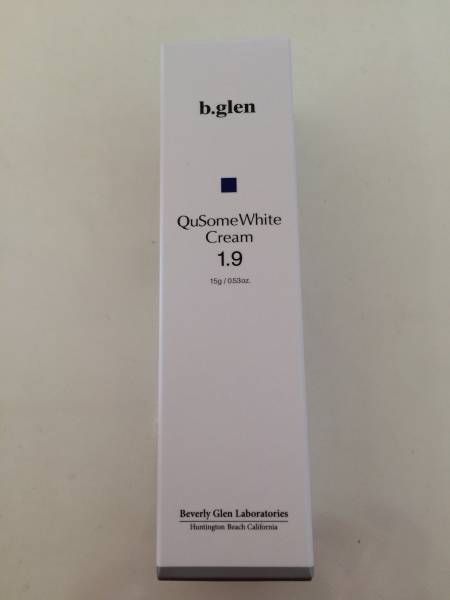 b.glen
QuSomeWhite
Cream
1.9
15g / 0.53oz.
Beverly Glen Laboratories
Huntington Beach California